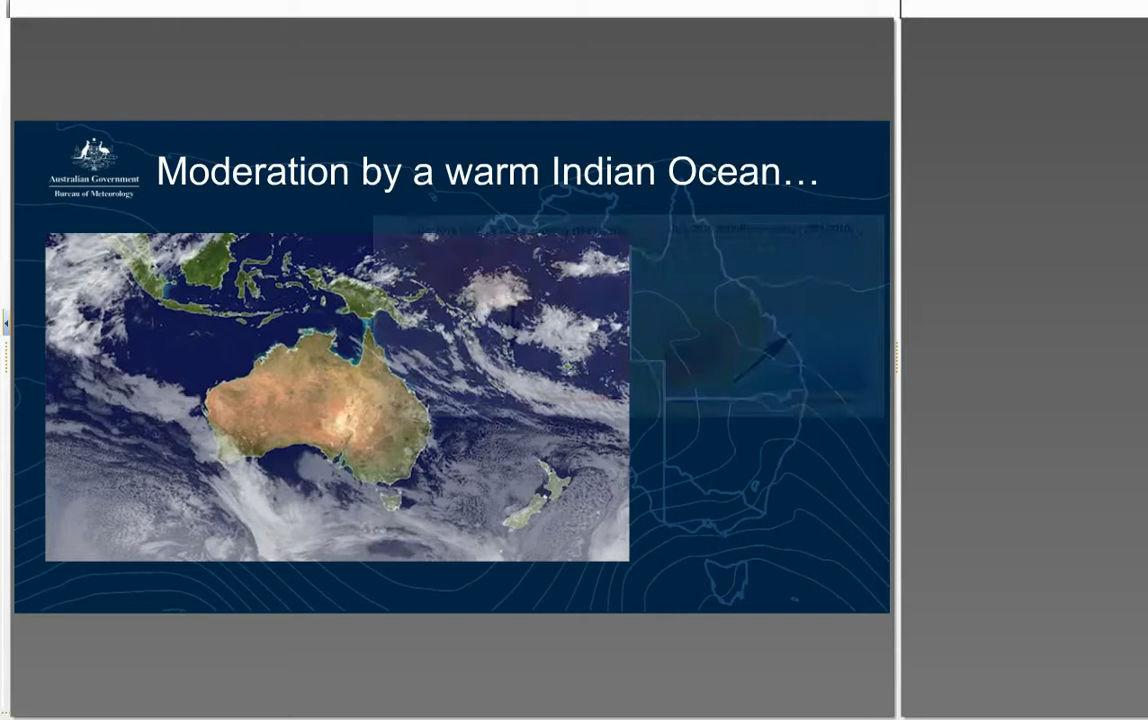 Moderation by a warm Indian Ocean…
Australian Government
Bureau of Meteorology